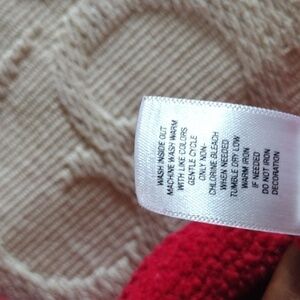 WASH INSIDE OUT
MACHINE WASH WARM
WITH LIKE COLORS
GENTLE CYCLE
ONLY NON-
CHLORINE BLEACH
WHEN NEEDED
TUMBLE DRY LOW
WARM IRON
IF NEEDED
DO NOT IRON
DECORATION